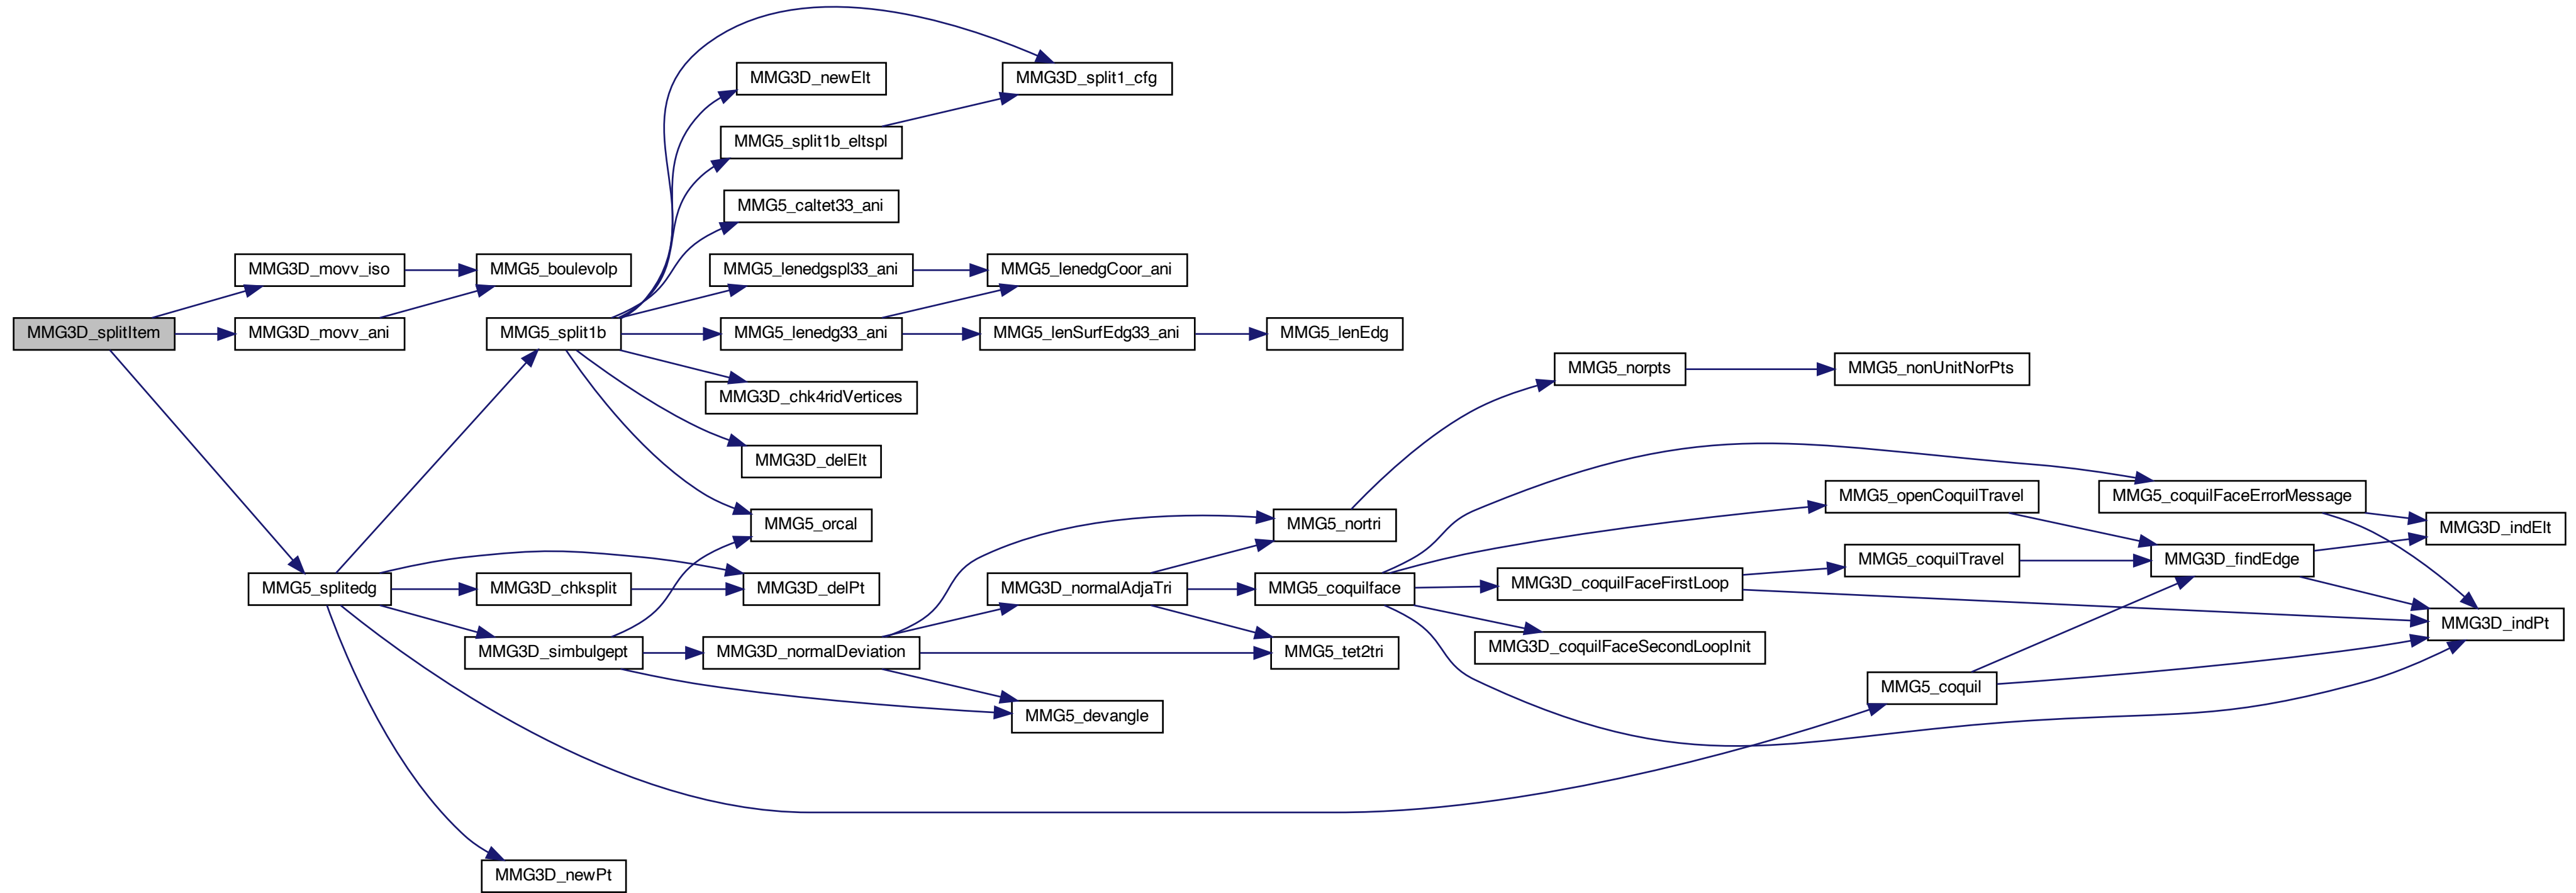 MMG3D_newElt
MMG3D_split1_cfg
MMG5_split1b_eltspl
MMG5_caltet33_ani
MMG3D_movv_iso
MMG5_boulevolp
MMG5_lenedgspl33_ani
MMG5_lenedgCoor_ani
MMG3D_splitItem
MMG3D_movv_ani
MMG5_split1b
MMG5_lenedg33_ani
MMG5_lenSurfEdg33_ani
MMG5_lenEdg
MMG5_norpts
MMG5_nonUnitNorPts
MMG3D_chk4ridVertices
MMG3D_delElt
MMG5_openCoquilTravel
MMG5_coquilFaceErrorMessage
MMG5_orcal
MMG5_nortri
MMG3D_indElt
MMG5_coquilTravel
MMG3D_findEdge
MMG5_splitedg
MMG3D_chksplit
MMG3D_delPt
MMG3D_normalAdjaTri
MMG5_coquilface
MMG3D_coquilFaceFirstLoop
MMG3D_indPt
MMG3D_simbulgept
MMG3D_normalDeviation
MMG5_tet2tri
MMG3D_coquilFaceSecondLoopInit
MMG5_coquil
MMG5_devangle
MMG3D_newPt